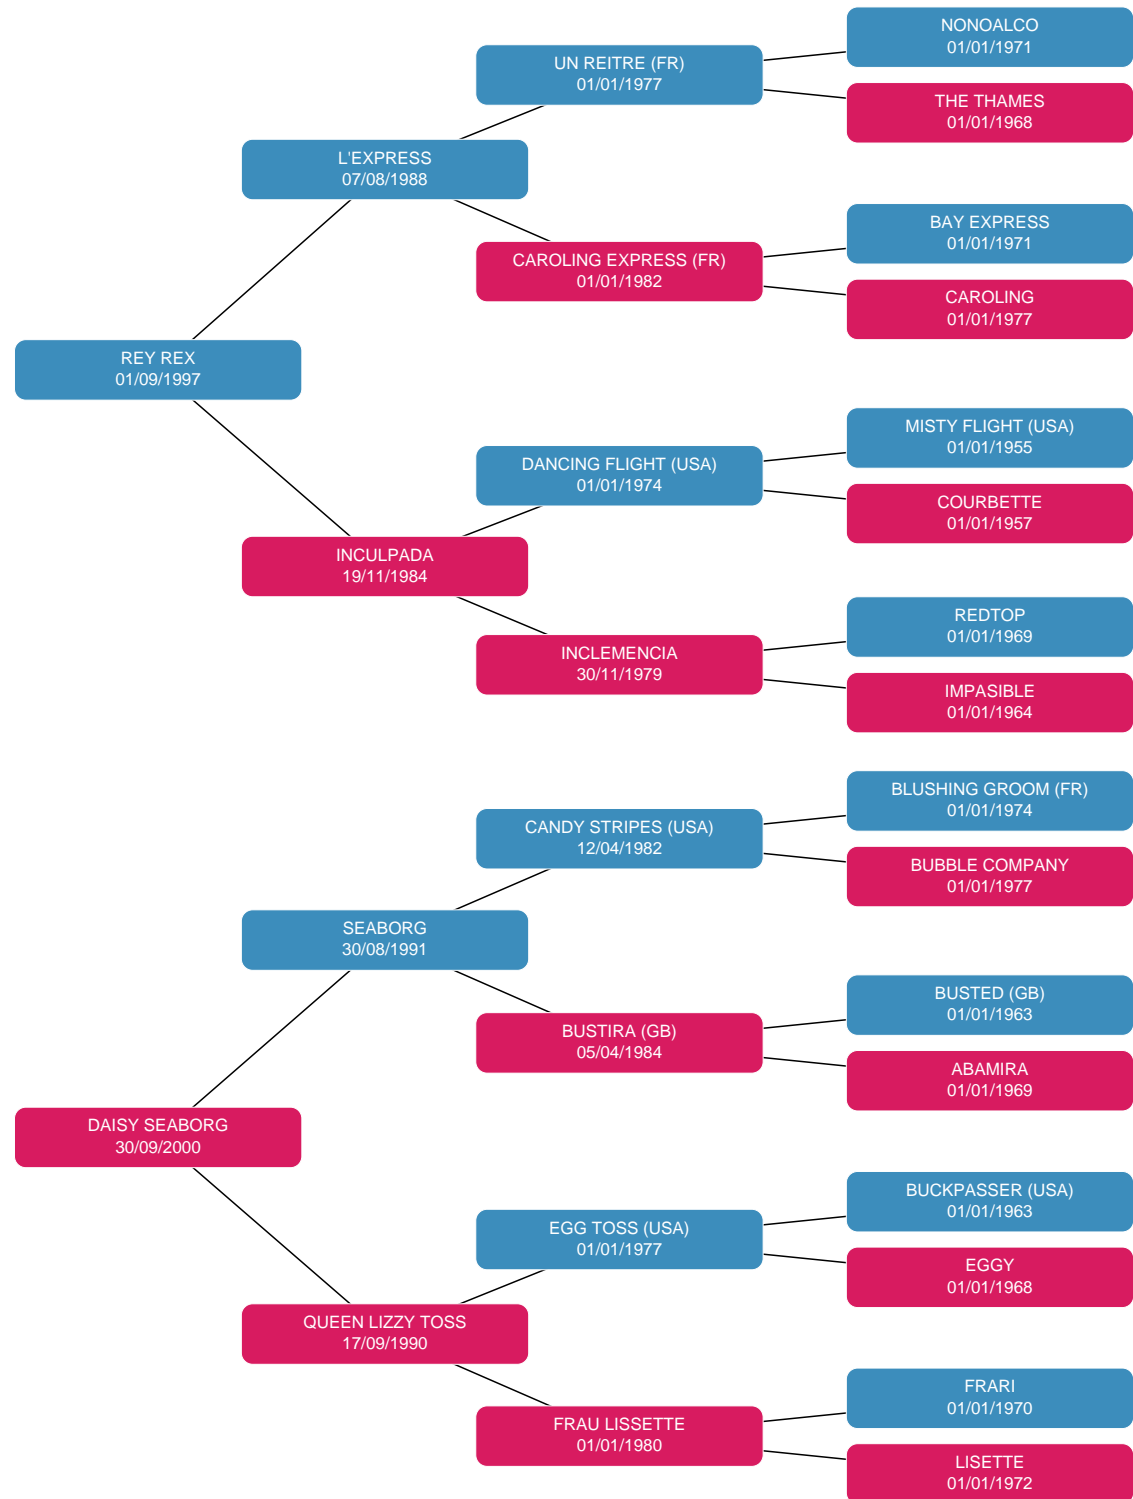 NONOALCO
01/01/1971
UN REITRE (FR)
01/01/1977
THE THAMES
01/01/1968
L'EXPRESS
07/08/1988
BAY EXPRESS
01/01/1971
CAROLING EXPRESS (FR)
01/01/1982
CAROLING
01/01/1977
REY REX
01/09/1997
MISTY FLIGHT (USA)
01/01/1955
DANCING FLIGHT (USA)
01/01/1974
COURBETTE
01/01/1957
INCULPADA
19/11/1984
REDTOP
01/01/1969
INCLEMENCIA
30/11/1979
IMPASIBLE
01/01/1964
BLUSHING GROOM (FR)
01/01/1974
CANDY STRIPES (USA)
12/04/1982
BUBBLE COMPANY
01/01/1977
SEABORG
30/08/1991
BUSTED (GB)
01/01/1963
BUSTIRA (GB)
05/04/1984
ABAMIRA
01/01/1969
DAISY SEABORG
30/09/2000
BUCKPASSER (USA)
01/01/1963
EGG TOSS (USA)
01/01/1977
EGGY
01/01/1968
QUEEN LIZZY TOSS
17/09/1990
FRARI
01/01/1970
FRAU LISSETTE
01/01/1980
LISETTE
01/01/1972